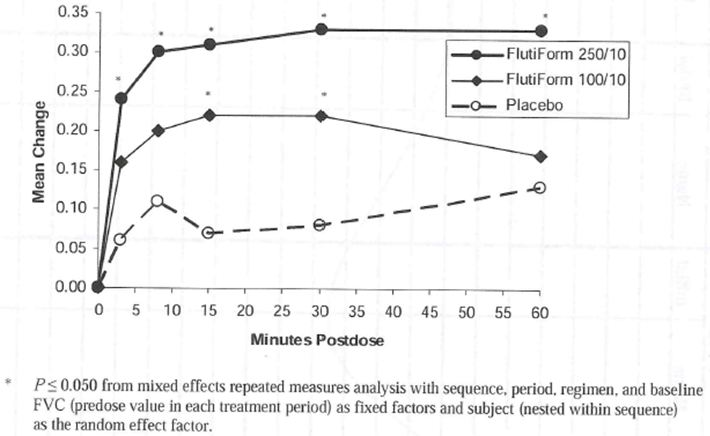 0.35
0.30
0.25
0.20
0.15
0.10
0.05
0.00
Mean Change
* * * * *
* *
FlutiForm 250/10
FlutiForm 100/10
Placebo
0 5 10 15 20 25 30 35 40 45 50 55 60
Minutes Postdose
* P ≤ 0.050 from mixed effects repeated measures analysis with sequence, period, regimen, and baseline
FVC (predose value in each treatment period) as fixed factors and subject (nested within sequence)
as the random effect factor.